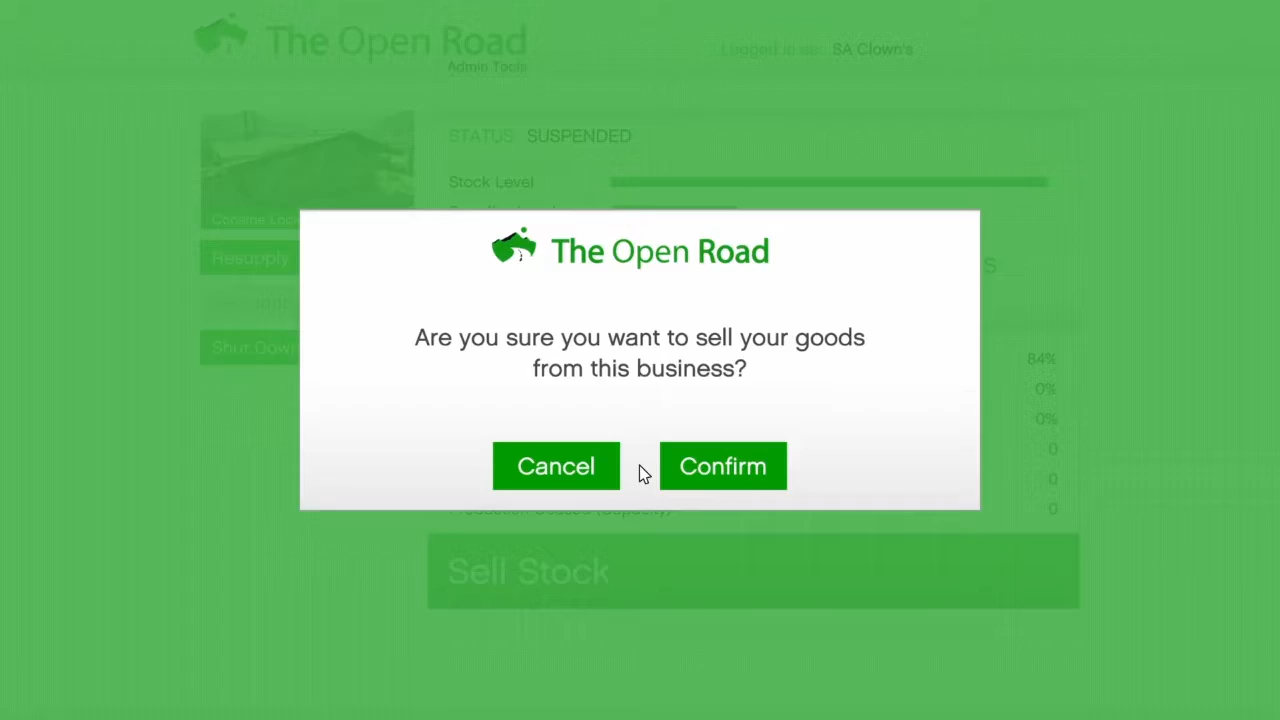 The Open Road
Admin Tools
Logged in as: SA Clown's
STATUS: SUSPENDED
Stock Level
Resupply
Shut Down
The Open Road
Are you sure you want to sell your goods
from this business?
Cancel
Confirm
84%
0%
0%
0
0
0
Sell Stock